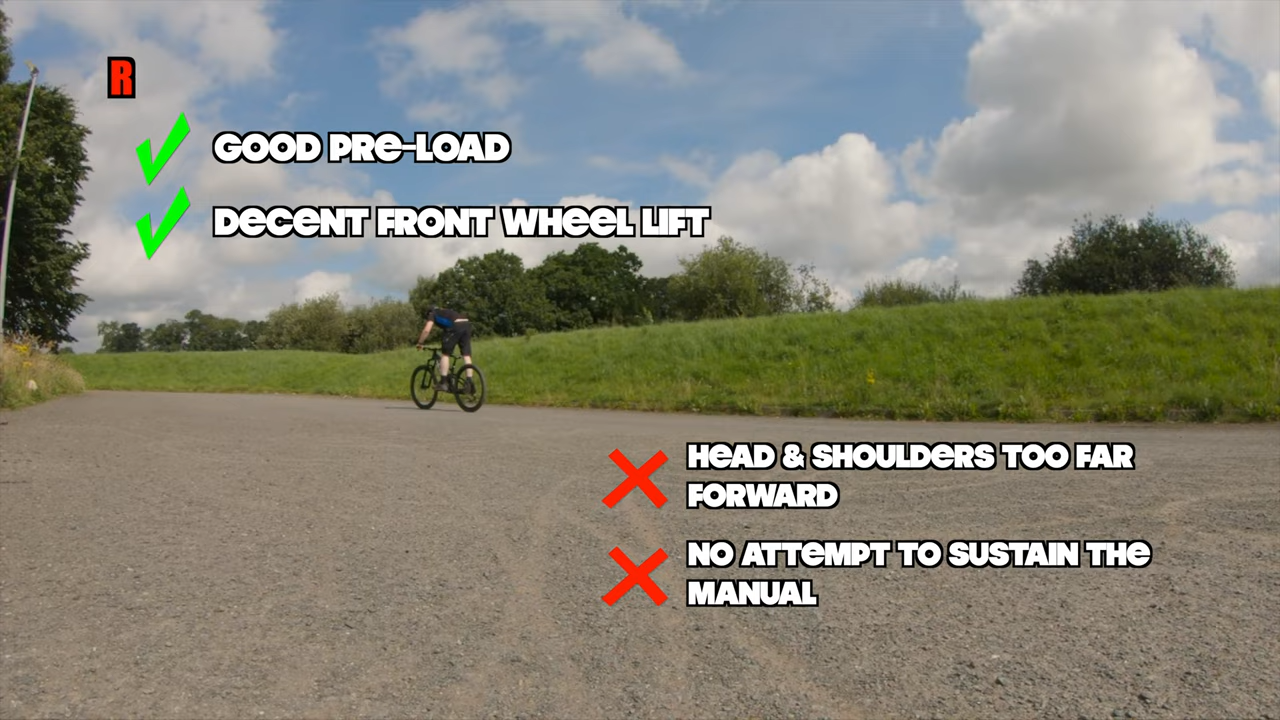 R
GOOD PRE-LOAD
DECENT FRONT WHEEL LIFT
HEAD & SHOULDERS TOO FAR
FORWARD
NO ATTEMPT TO SUSTAIN THE
MANUAL